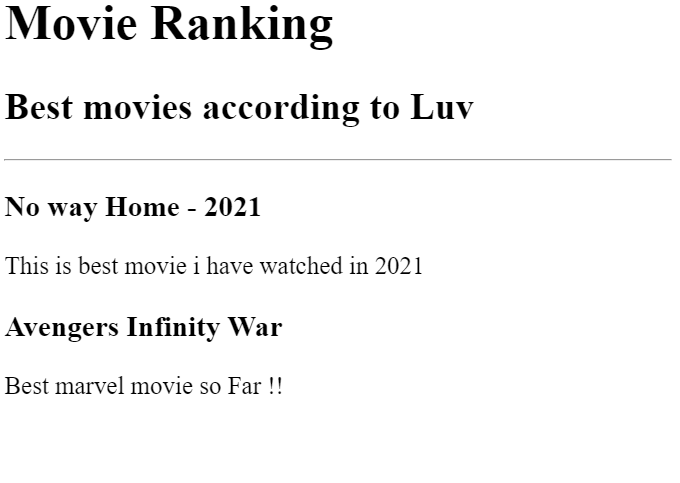 Movie Ranking
Best movies according to Luv
No way Home - 2021
This is best movie i have watched in 2021
Avengers Infinity War
Best marvel movie so Far !!